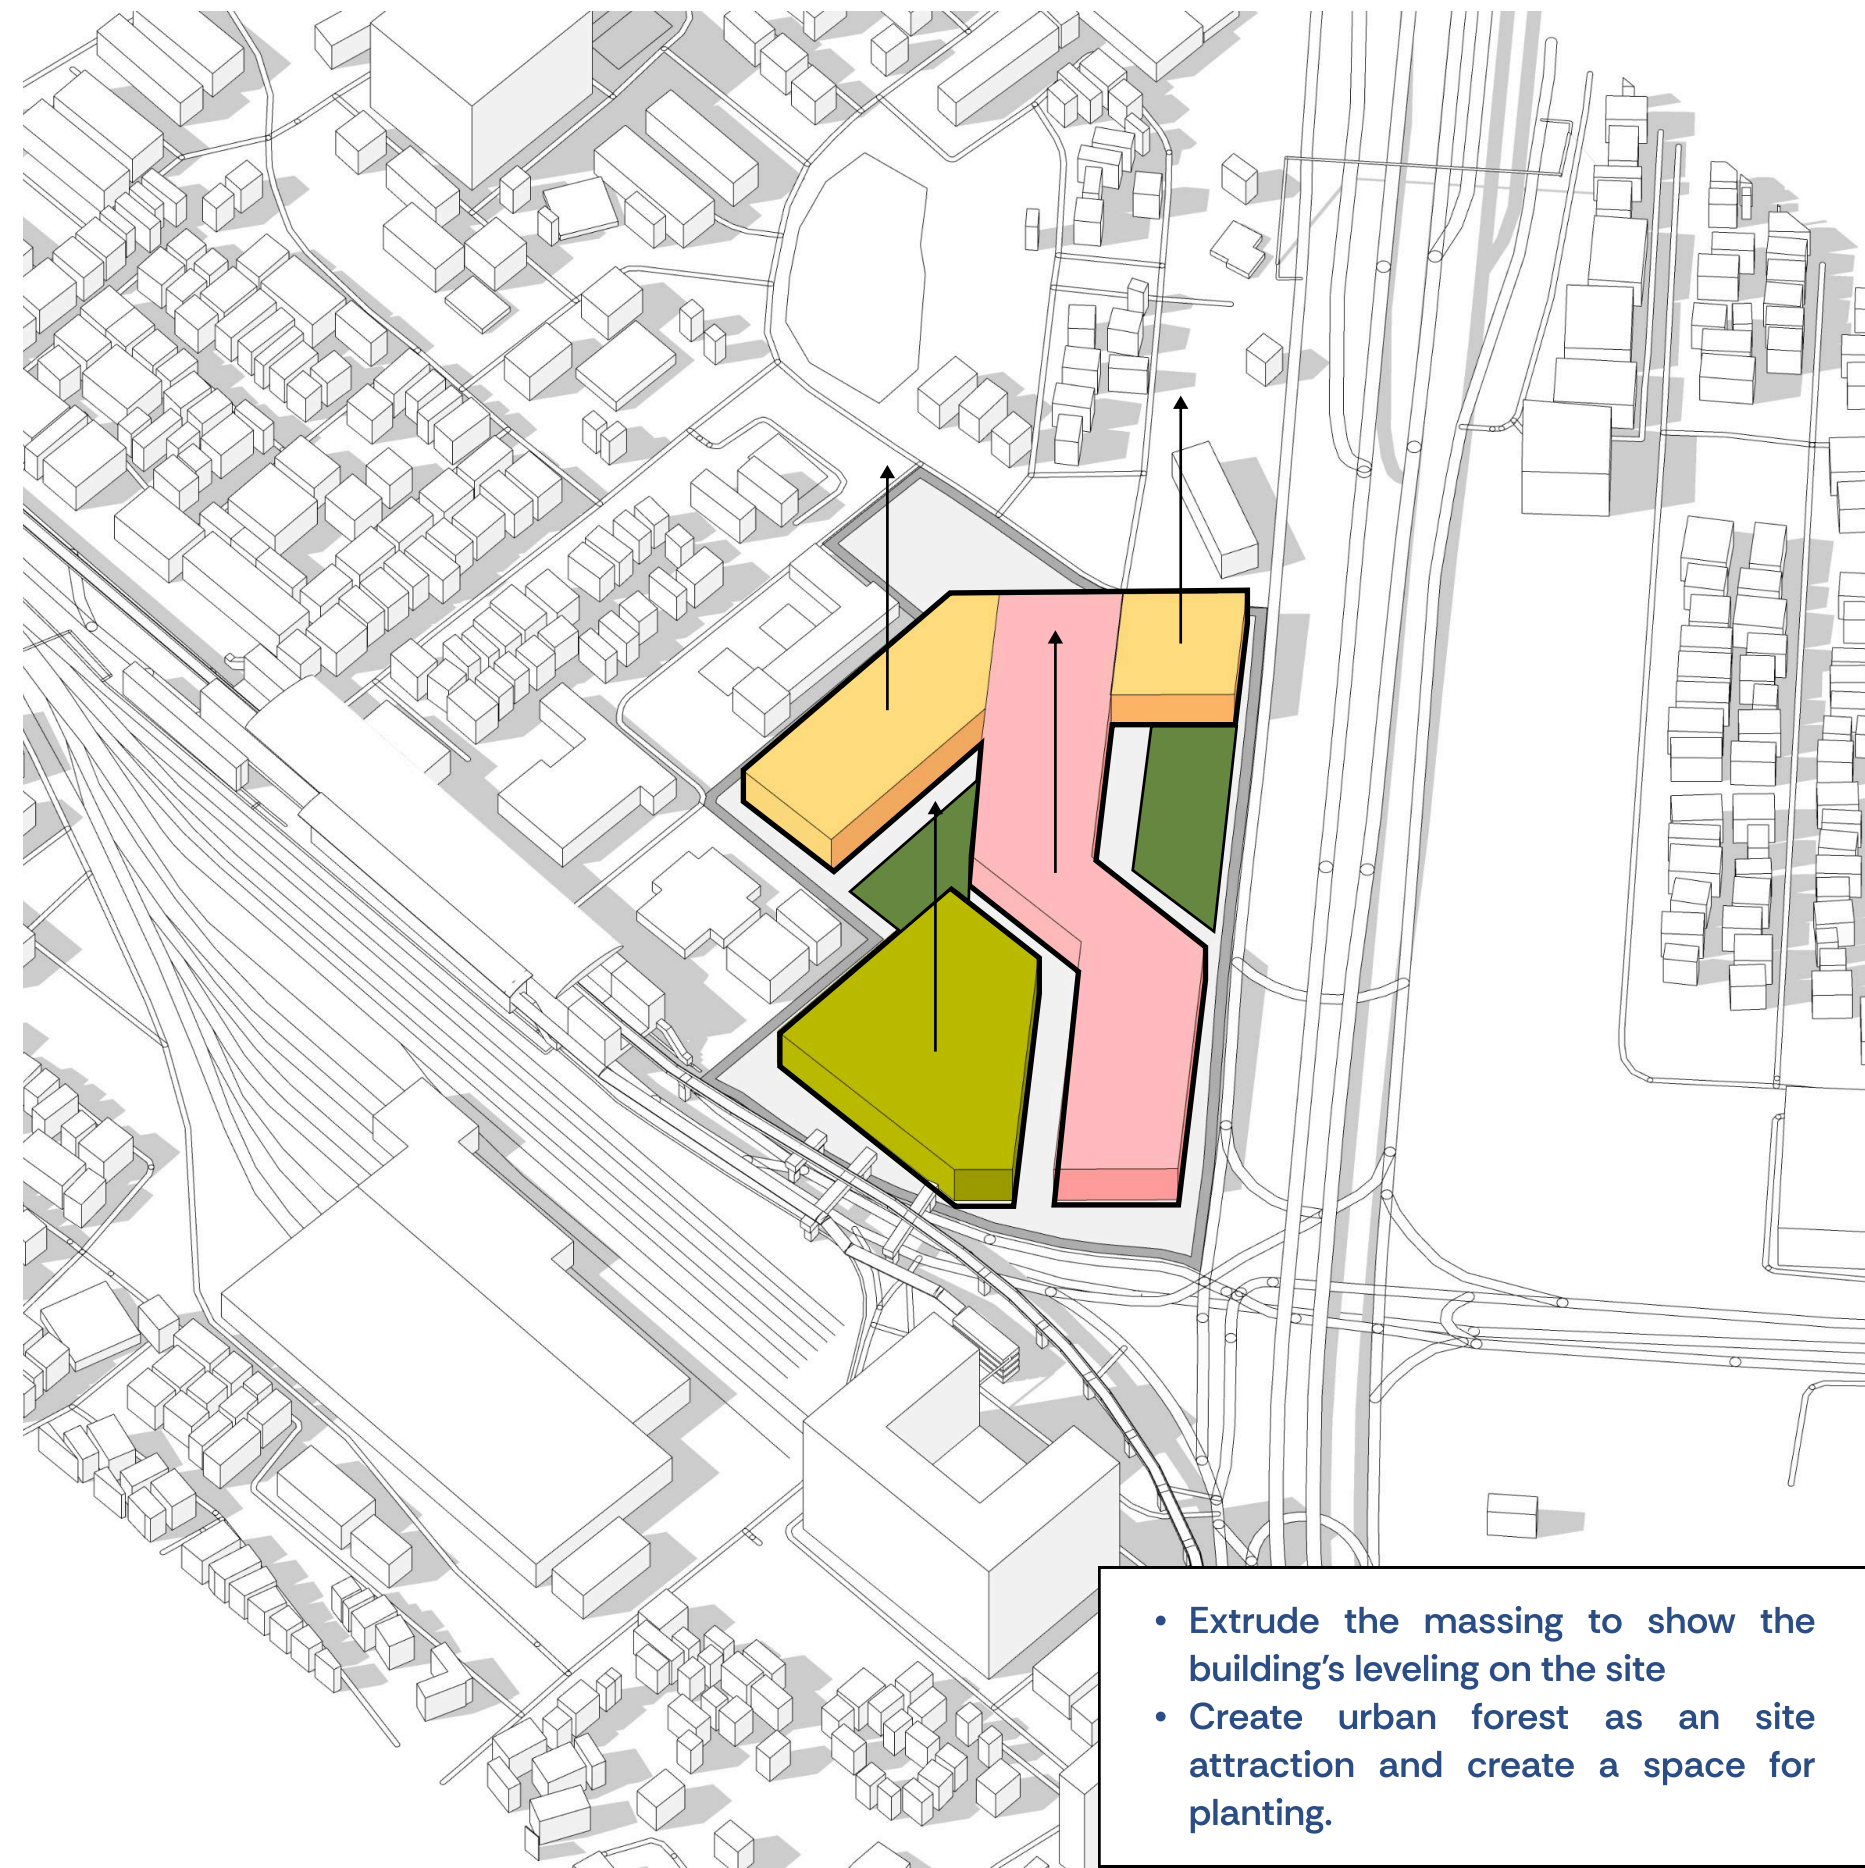 • Extrude the massing to show the
building's leveling on the site
• Create urban forest as an site
attraction and create a space for
planting.